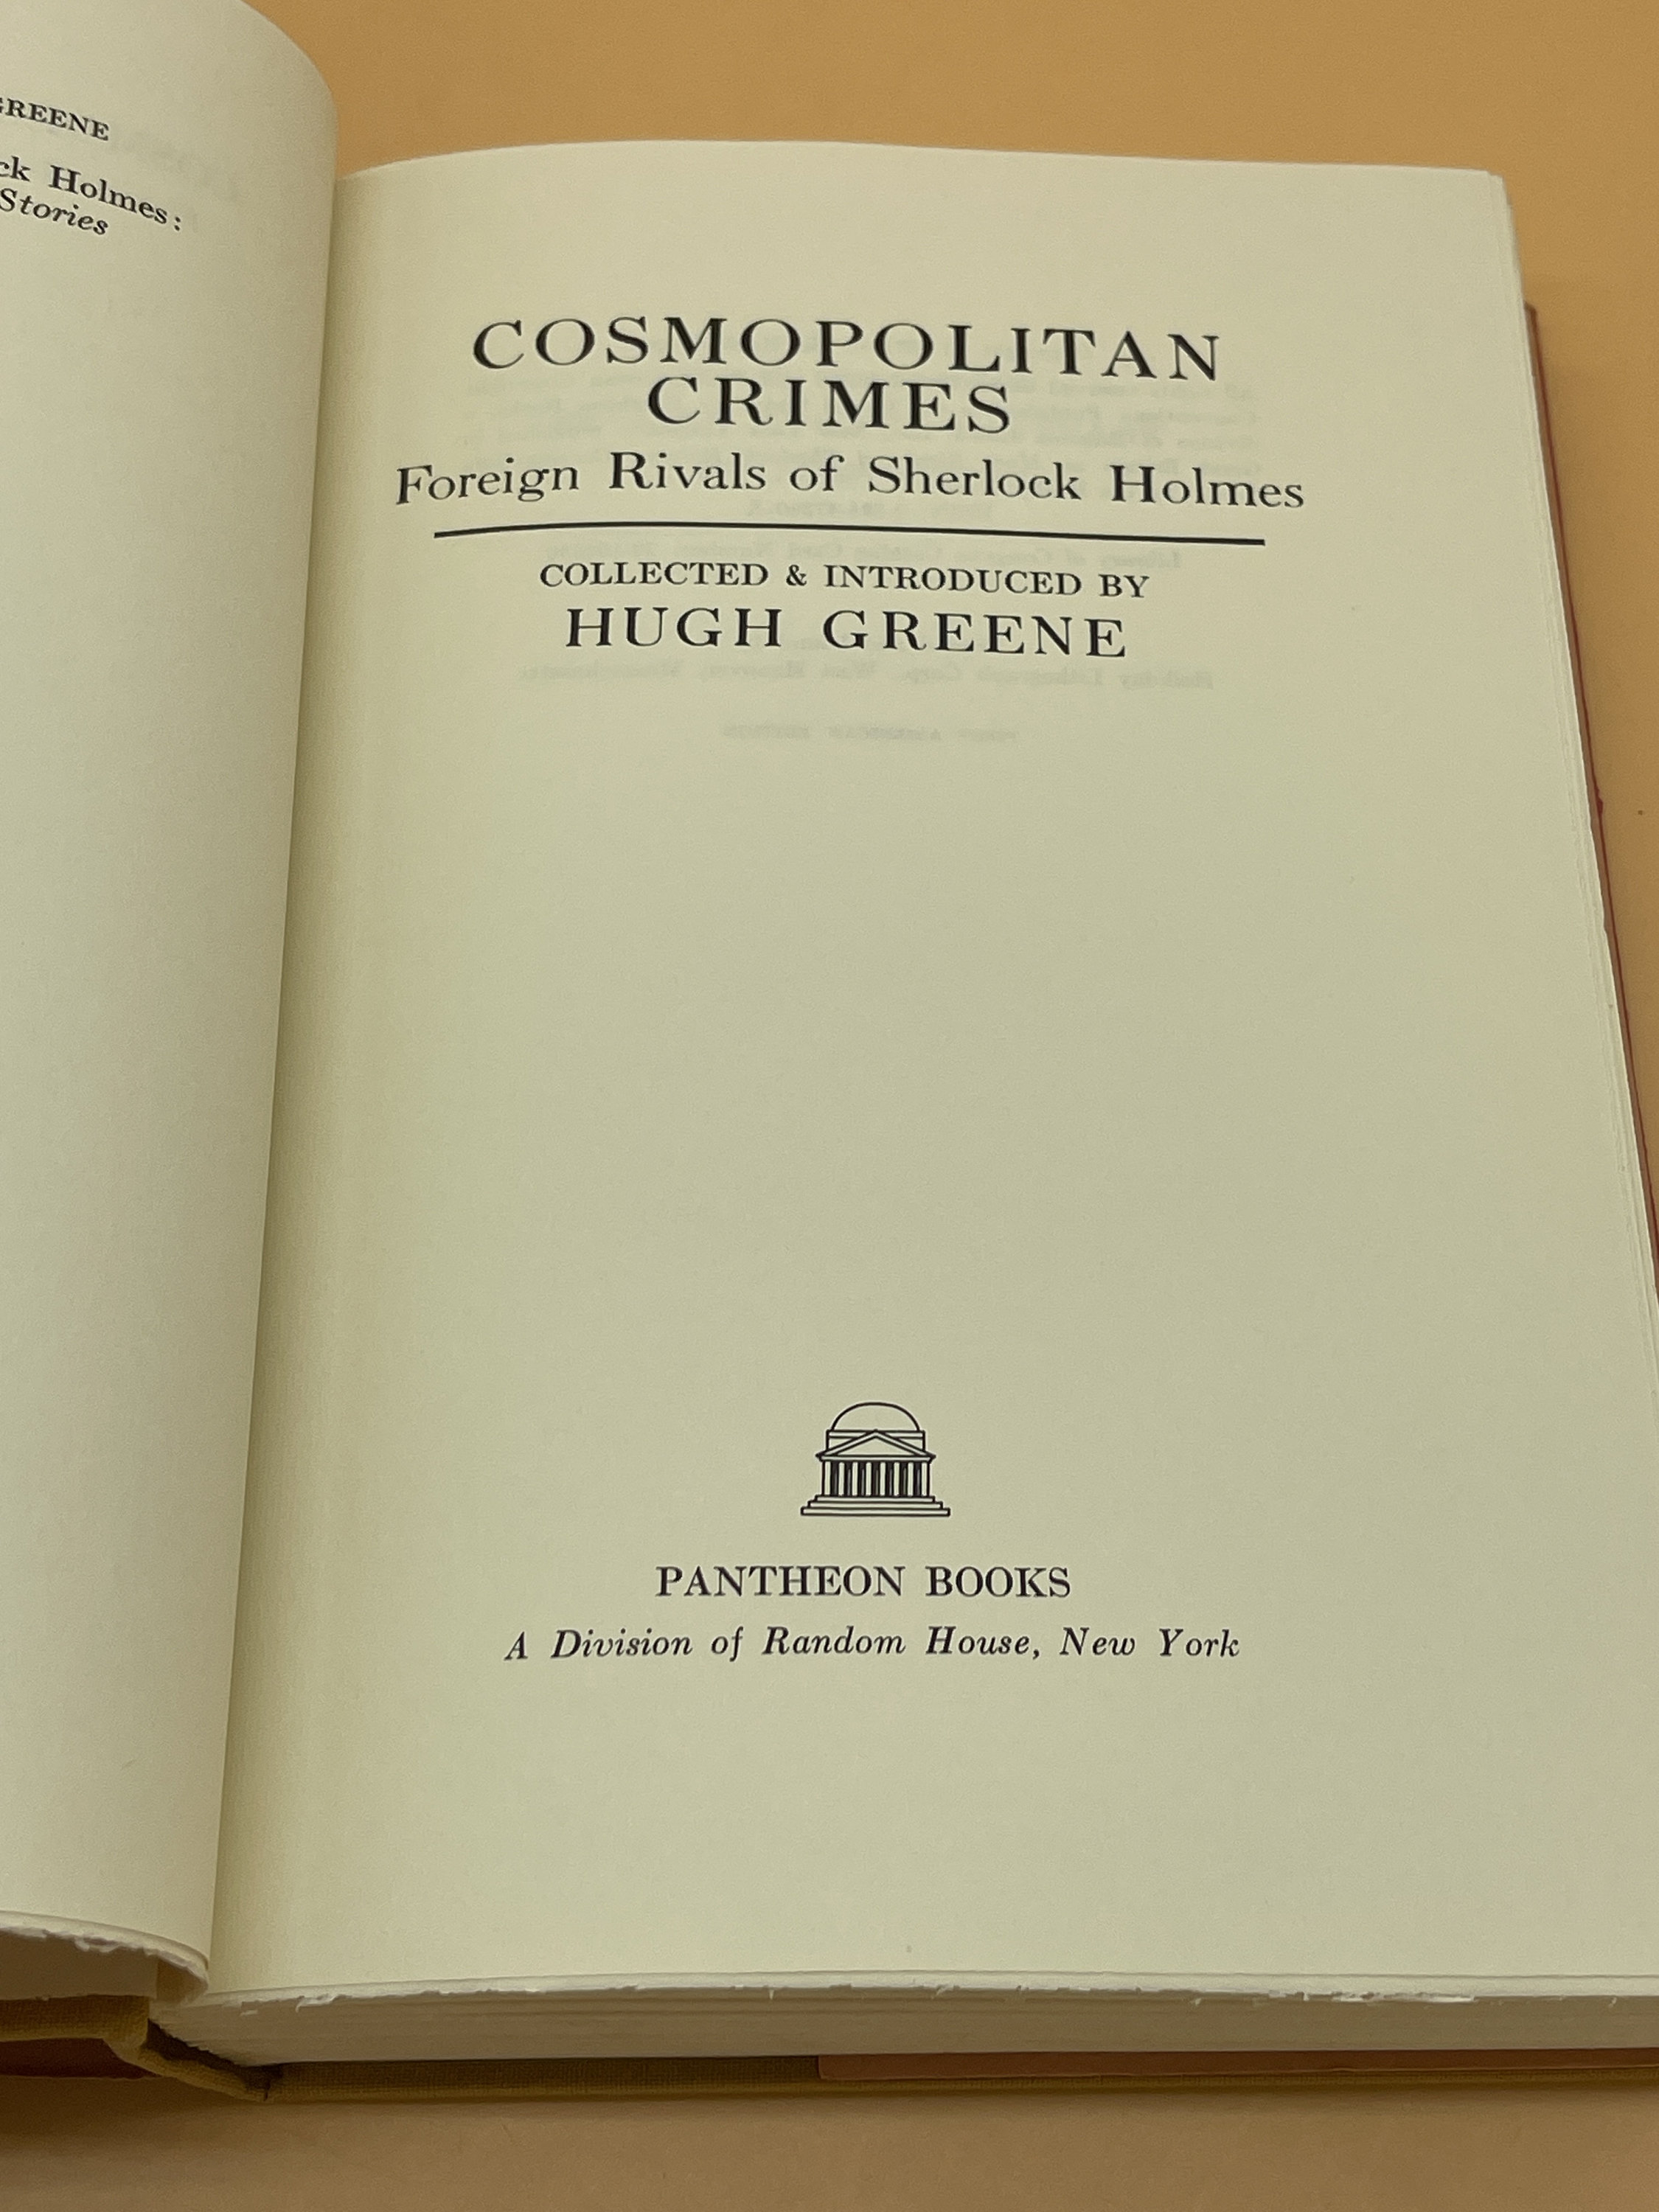 GREENE
ck Holmes:
Stories
COSMOPOLITAN
CRIMES
Foreign Rivals of Sherlock Holmes
COLLECTED & INTRODUCED BY
HUGH GREENE
PANTHEON BOOKS
A Division of Random House, New York